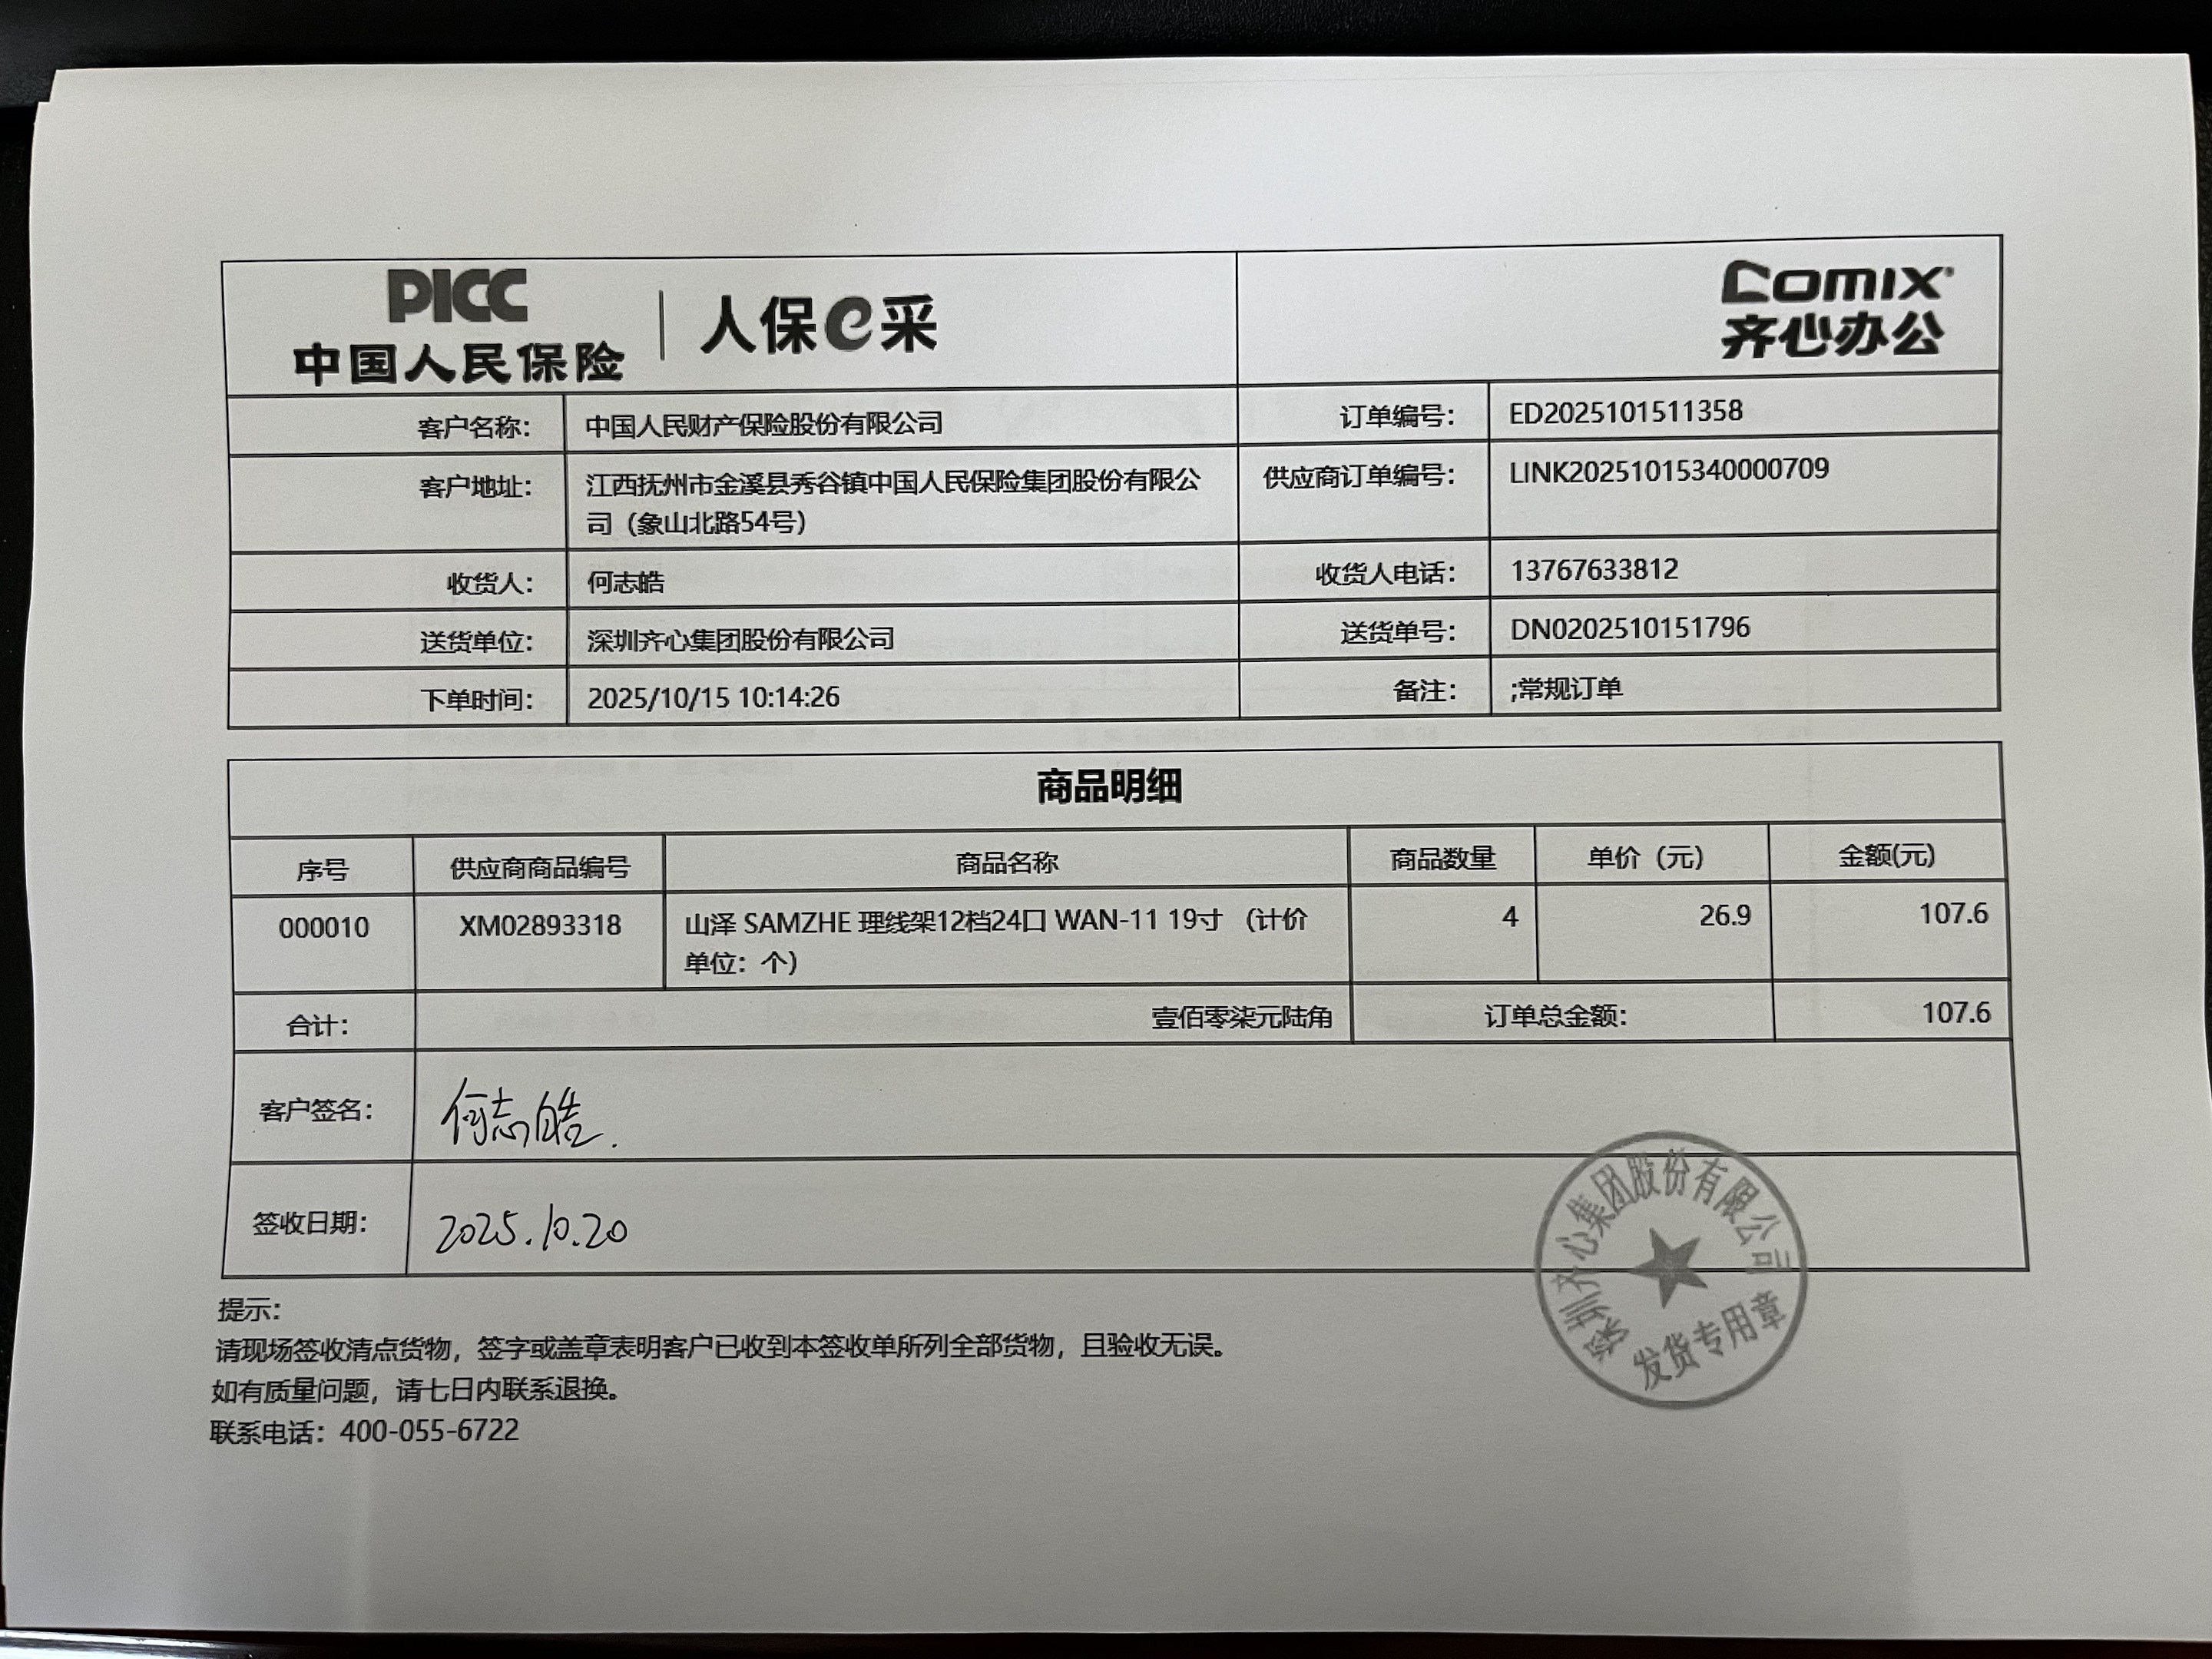 PICC
中国人民保险
人保e采
comix
齐心办公
客户名称： 中国人民财产保险股份有限公司 订单编号： ED2025101511358
客户地址： 江西抚州市金溪县秀谷镇中国人民保险集团股份有限公 供应商订单编号： LINK20251015340000709
司（象山北路54号）
收货人： 何志皓 收货人电话： 13767633812
送货单位： 深圳齐心集团股份有限公司 送货单号： DN0202510151796
下单时间： 2025/10/15 10:14:26 备注： ;常规订单
商品明细
序号 供应商商品编号 商品名称 商品数量 单价（元） 金额(元)
000010 XM02893318 山泽 SAMZHE 理线架12档24口 WAN-11 19寸 （计价 4 26.9 107.6
单位：个）
合计： 壹佰零柒元陆角 订单总金额： 107.6
客户签名： 何志皓.
签收日期： 2025.10.20
深圳齐心集团股份有限公司
发货专用章
提示：
请现场签收清点货物，签字或盖章表明客户已收到本签收单所列全部货物，且验收无误。
如有质量问题，请七日内联系退换。
联系电话：400-055-6722